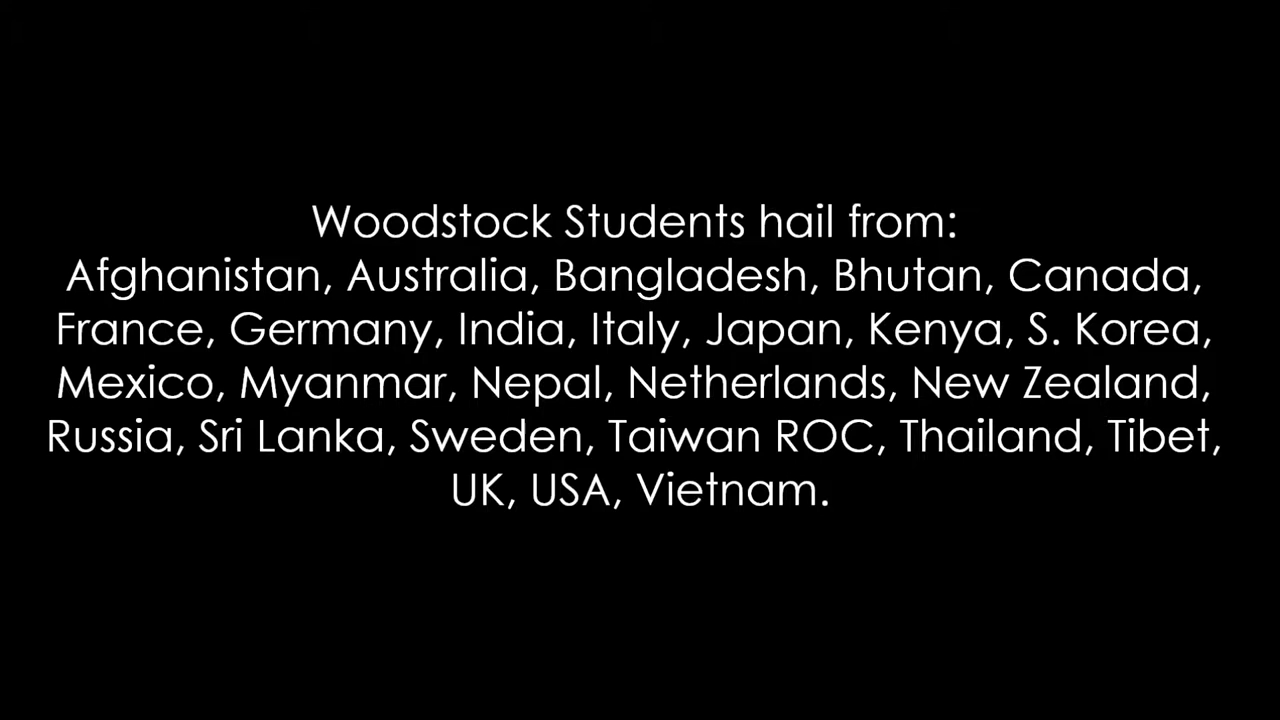 Woodstock Students hail from:
Afghanistan, Australia, Bangladesh, Bhutan, Canada,
France, Germany, India, Italy, Japan, Kenya, S. Korea,
Mexico, Myanmar, Nepal, Netherlands, New Zealand,
Russia, Sri Lanka, Sweden, Taiwan ROC, Thailand, Tibet,
UK, USA, Vietnam.